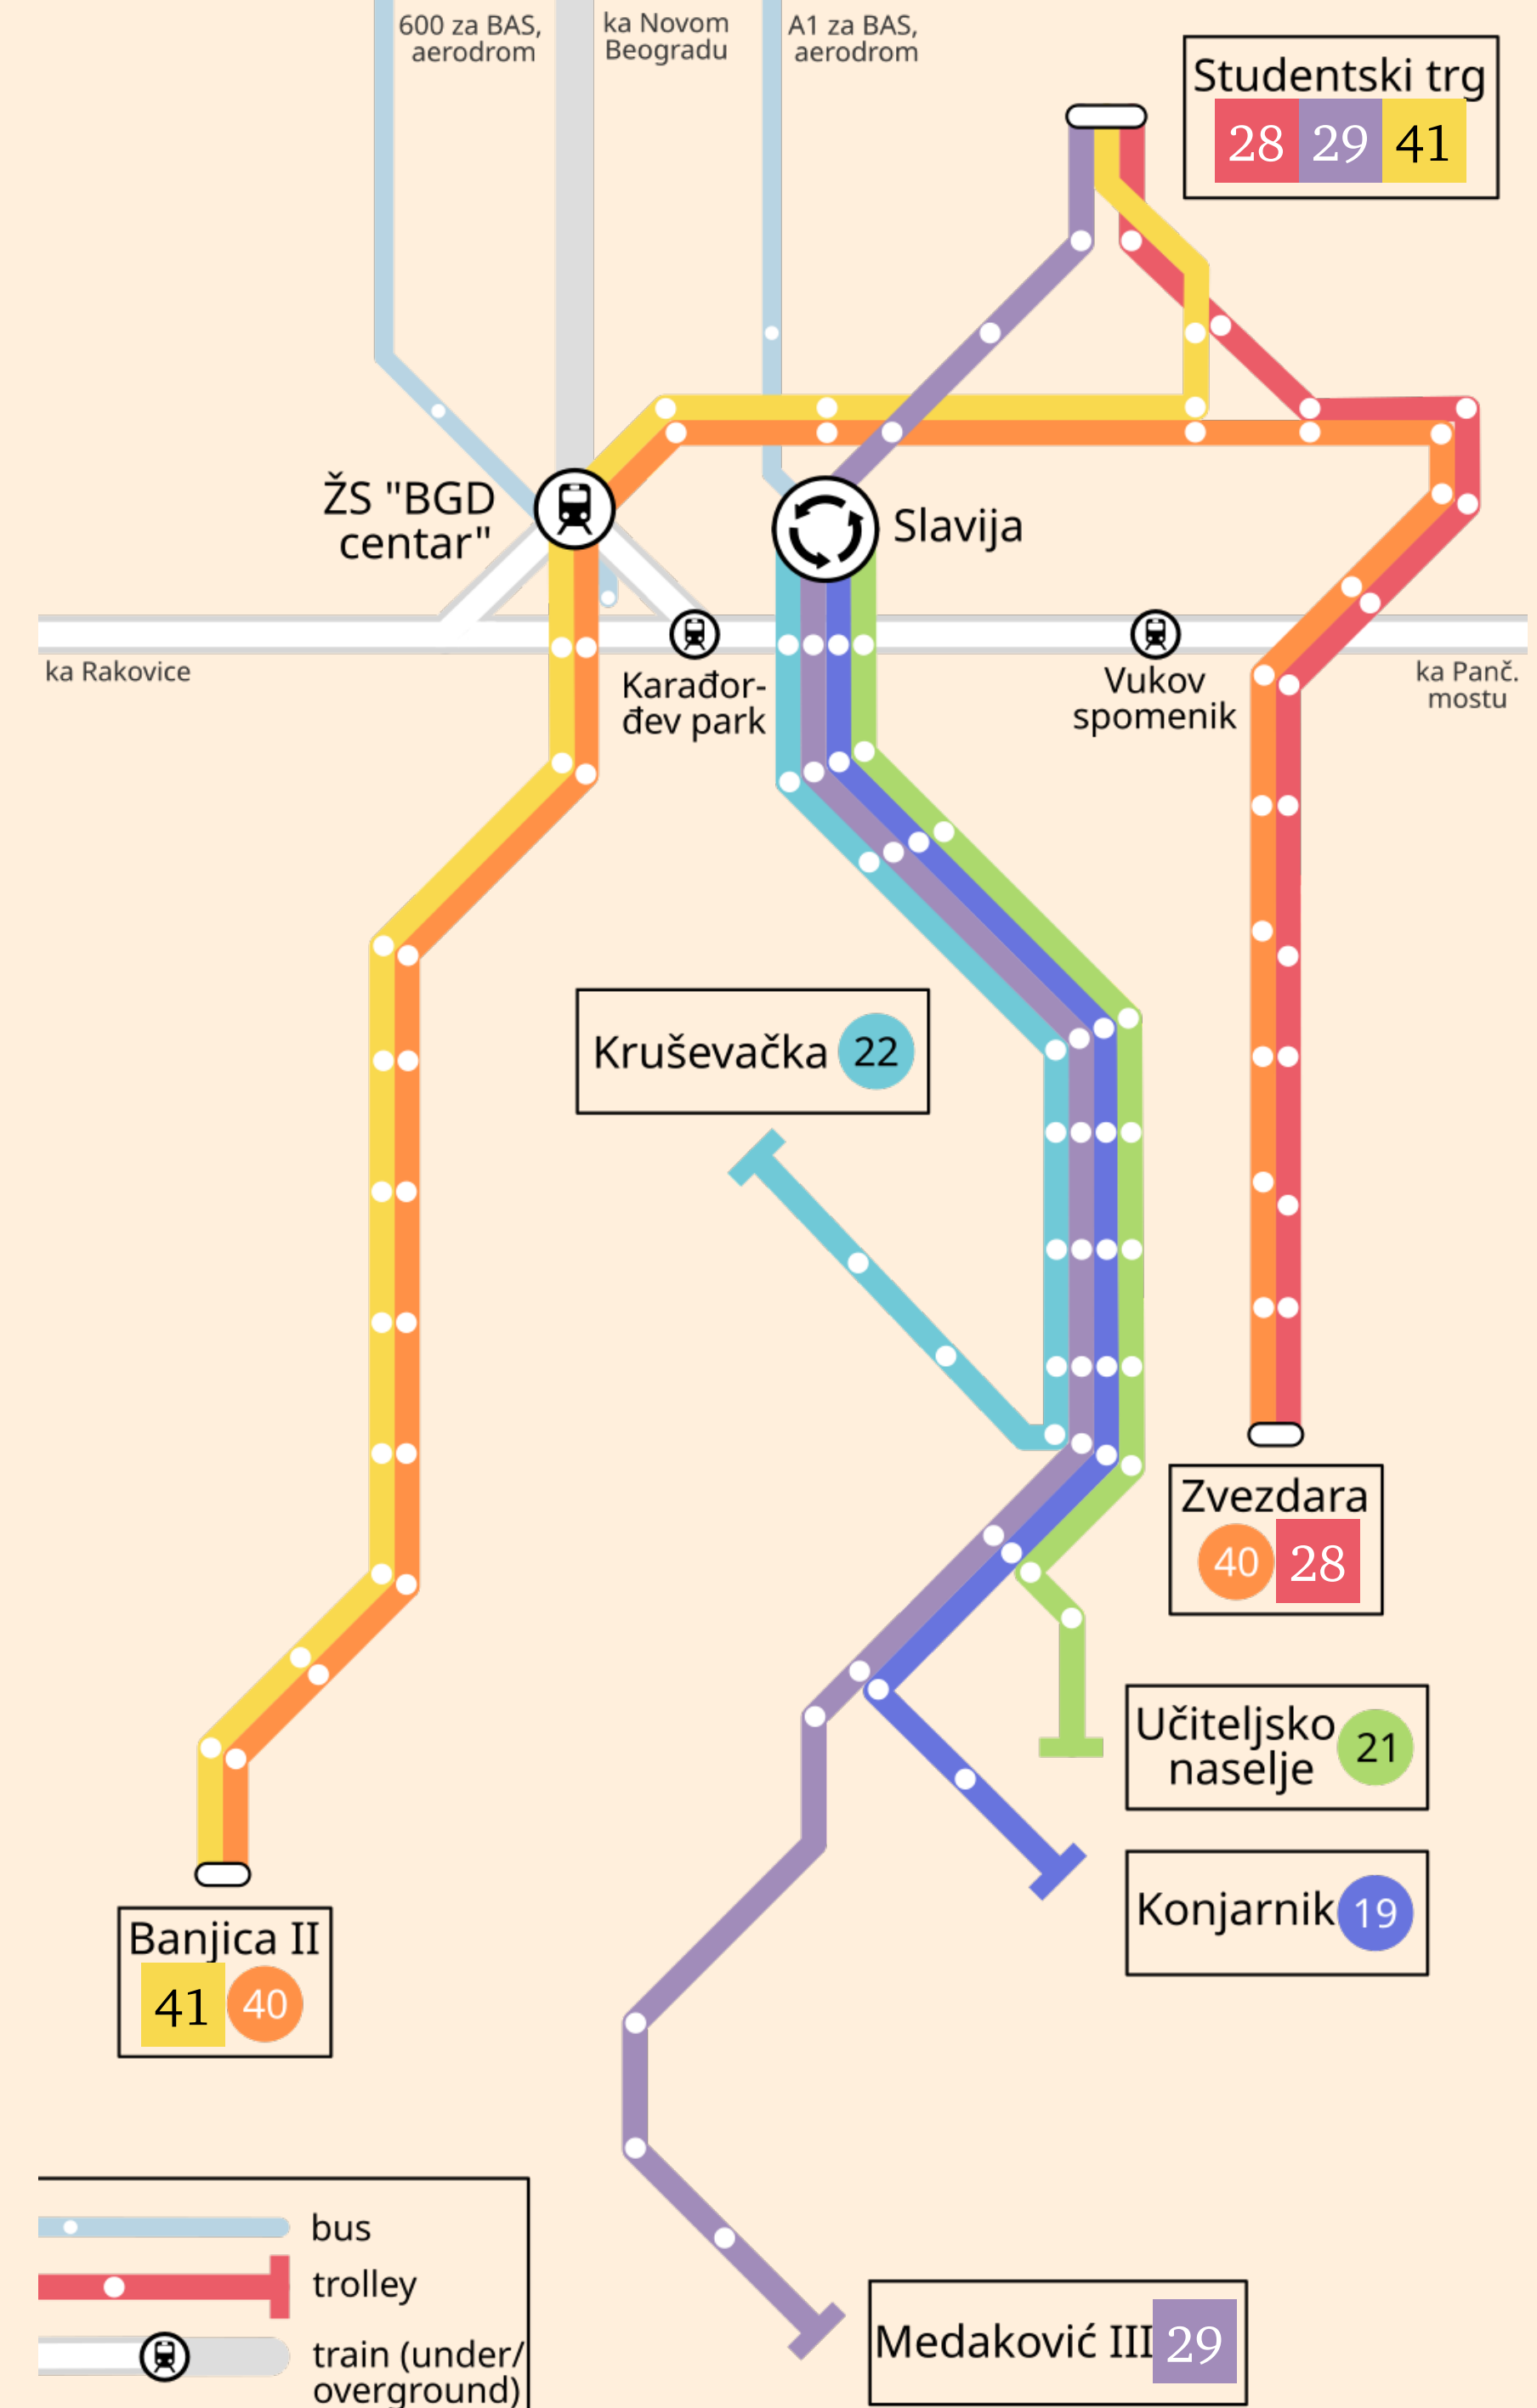 600 za BAS,
aerodrom
ka Novom
Beogradu
A1 za BAS,
aerodrom
Studentski trg
28 29 41
ŽS "BGD
centar"
Slavija
ka Rakovice
Karađor-
đev park
Vukov
spomenik
ka Panč.
mostu
Kruševačka 22
Zvezdara
40 28
Učiteljsko
naselje
21
Konjarnik 19
Banjica II
41 40
bus
trolley
train (under/
overground)
Medaković III 29